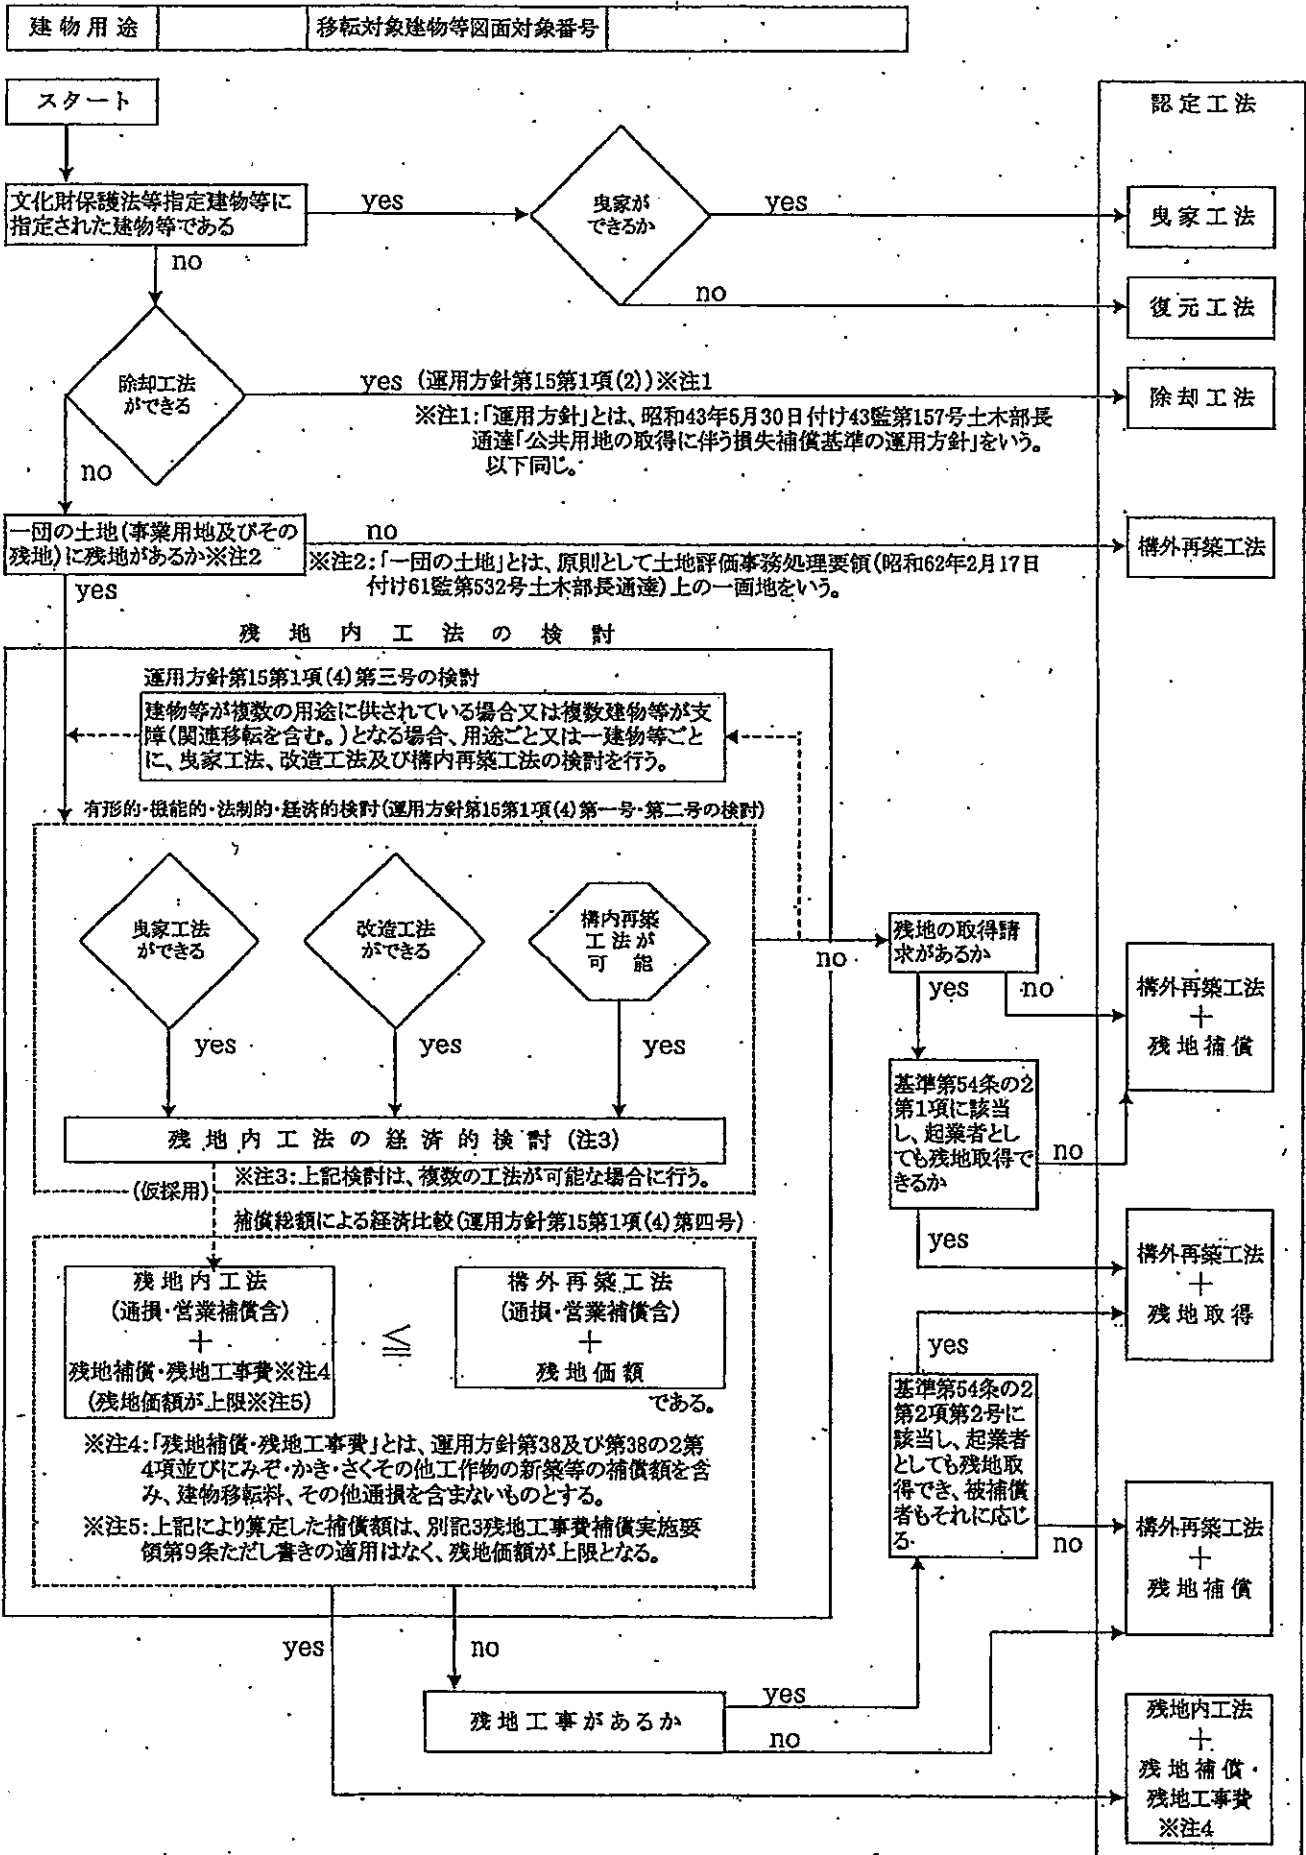 建物用途
移転対象建物等図面対象番号
スタート
認定工法
文化財保護法等指定建物等に
指定された建物等である
yes
曳家が
できるか
yes
曳家工法
no
no
復元工法
除却工法
ができる
yes (運用方針第15第1項(2))※注1
除却工法
※注1:「運用方針」とは、昭和43年5月30日付け43監第157号土木部長
通達「公共用地の取得に伴う損失補償基準の運用方針」をいう。
以下同じ。
no
一団の土地(事業用地及びその
残地)に残地があるか※注2
no
構外再築工法
※注2:「一団の土地」とは、原則として土地評価事務処理要領(昭和62年2月17日
付け61監第532号土木部長通達)上の一画地をいう。
yes
残地内工法の検討
運用方針第15第1項(4)第三号の検討
建物等が複数の用途に供されている場合又は複数建物等が支
障(関連移転を含む。)となる場合、用途ごと又は一建物等ごと
に、曳家工法、改造工法及び構内再築工法の検討を行う。
有形的・機能的・法制的・経済的検討(運用方針第15第1項(4)第一号・第二号の検討)
曳家工法
ができる
改造工法
ができる
構内再築
工法が
可能
no
残地の取得請
求があるか
yes
no
構外再築工法
+
残地補償
yes
yes
yes
残地内工法の経済的検討(注3)
※注3:上記検討は、複数の工法が可能な場合に行う。
(仮採用)
基準第54条の2
第1項に該当
し、起業者とし
ても残地取得で
きるか
no
yes
構外再築工法
+
残地取得
補償総額による経済比較(運用方針第15第1項(4)第四号)
残地内工法
(通損・営業補償含)
+
残地補償・残地工事費※注4
(残地価額が上限※注5)
≦
構外再築工法
(通損・営業補償含)
+
残地価額
である。
yes
基準第54条の2
第2項第2号に
該当し、起業者
としても残地取
得でき、被補償
者もそれに応じ
る
no
構外再築工法
+
残地補償
※注4:「残地補償・残地工事費」とは、運用方針第38及び第38の2第
4項並びにみぞ・かき・さくその他工作物の新築等の補償額を含
み、建物移転料、その他通損を含まないものとする。
※注5:上記により算定した補償額は、別記3残地工事費補償実施要
領第9条ただし書きの適用はなく、残地価額が上限となる。
yes
no
残地工事があるか
yes
no
残地内工法
+
残地補償・
残地工事費
※注4